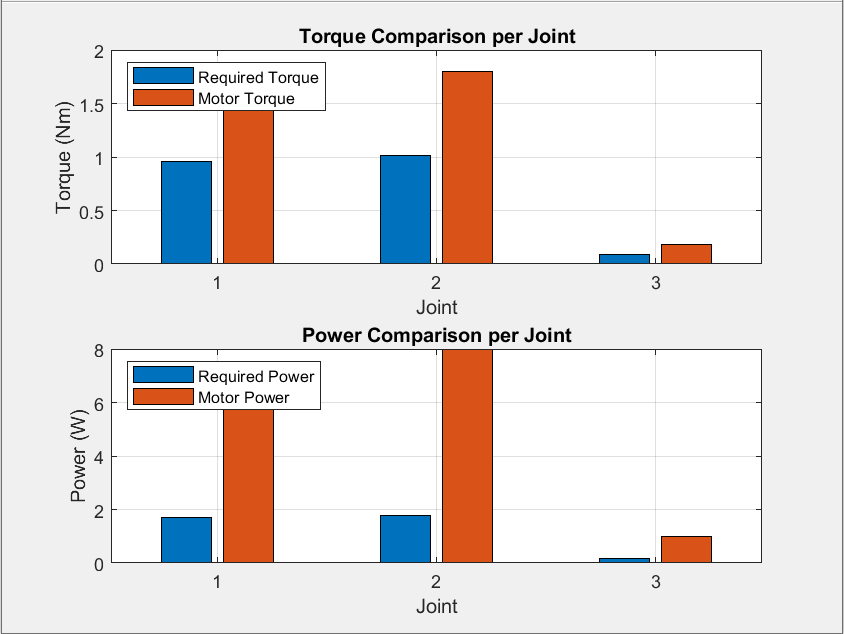 Torque Comparison per Joint
2
Required Torque
Motor Torque
1.5
Torque (Nm)
1
0.5
0
1 2 3
Joint
Power Comparison per Joint
8
Required Power
Motor Power
6
Power (W)
4
2
0
1 2 3
Joint